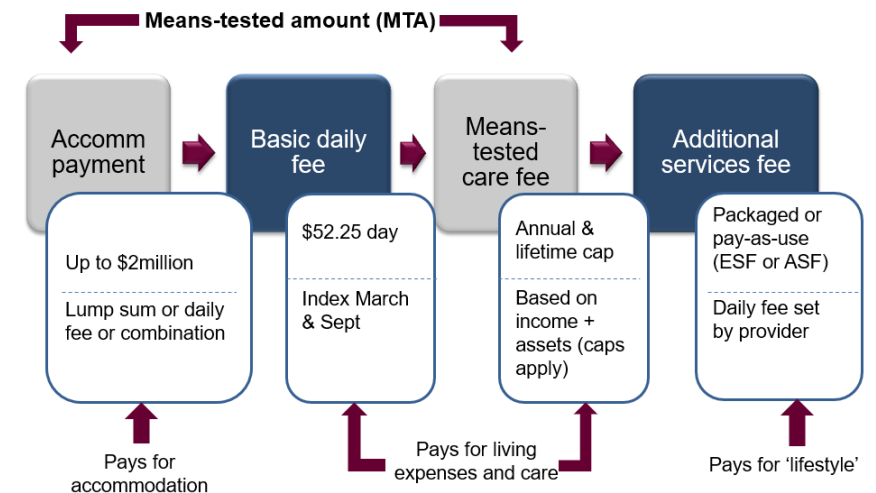 Means-tested amount (MTA)
Accomm
payment
Basic daily
fee
Means-
tested
care fee
Additional
services fee
Up to $2million
Lump sum or daily
fee or combination
$52.25 day
Index March
& Sept
Annual &
lifetime cap
Based on
income +
assets (caps
apply)
Packaged or
pay-as-use
(ESF or ASF)
Daily fee set
by provider
Pays for
accommodation
Pays for living
expenses and care
Pays for ‘lifestyle’